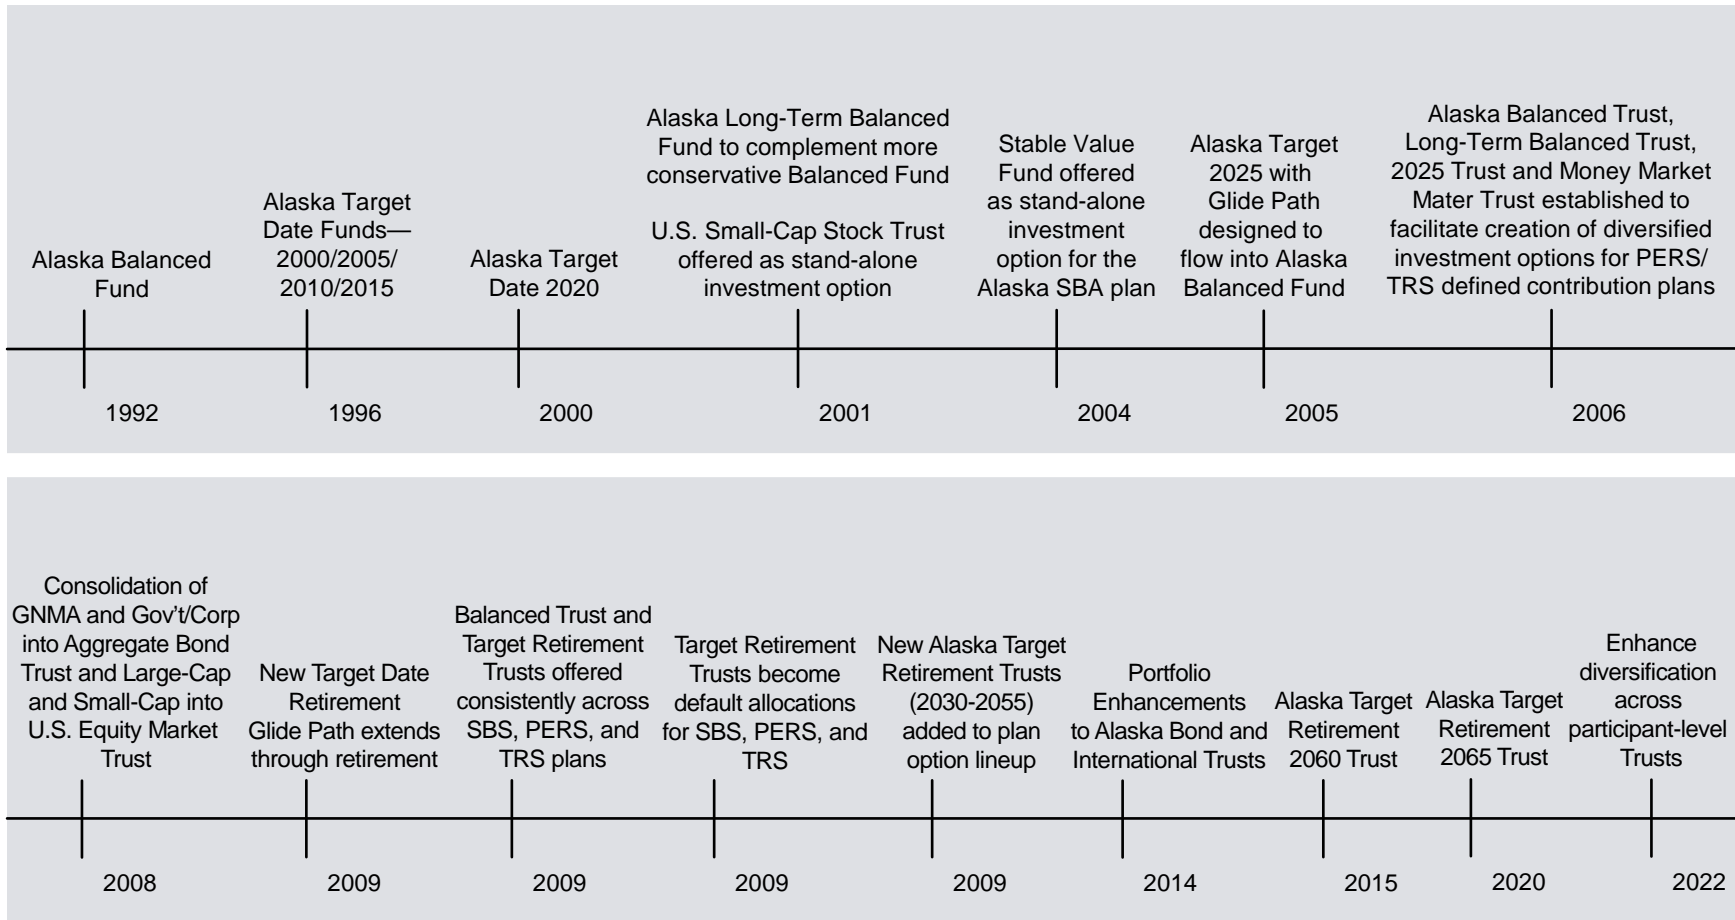 Alaska Balanced
Fund
1992
Alaska Target
Date Funds—
2000/2005/
2010/2015
1996
Alaska Target
Date 2020
2000
Alaska Long-Term Balanced
Fund to complement more
conservative Balanced Fund
U.S. Small-Cap Stock Trust
offered as stand-alone
investment option
2001
Stable Value
Fund offered
as stand-alone
investment
option for the
Alaska SBA plan
2004
Alaska Target
2025 with
Glide Path
designed to
flow into Alaska
Balanced Fund
2005
Alaska Balanced Trust,
Long-Term Balanced Trust,
2025 Trust and Money Market
Mater Trust established to
facilitate creation of diversified
investment options for PERS/
TRS defined contribution plans
2006
Consolidation of
GNMA and Gov’t/Corp
into Aggregate Bond
Trust and Large-Cap
and Small-Cap into
U.S. Equity Market
Trust
2008
New Target Date
Retirement
Glide Path extends
through retirement
2009
Balanced Trust and
Target Retirement
Trusts offered
consistently across
SBS, PERS, and
TRS plans
2009
Target Retirement
Trusts become
default allocations
for SBS, PERS, and
TRS
2009
New Alaska Target
Retirement Trusts
(2030-2055)
added to plan
option lineup
2009
Portfolio
Enhancements
to Alaska Bond and
International Trusts
2014
Alaska Target
Retirement
2060 Trust
2015
Alaska Target
Retirement
2065 Trust
2020
Enhance
diversification
across
participant-level
Trusts
2022